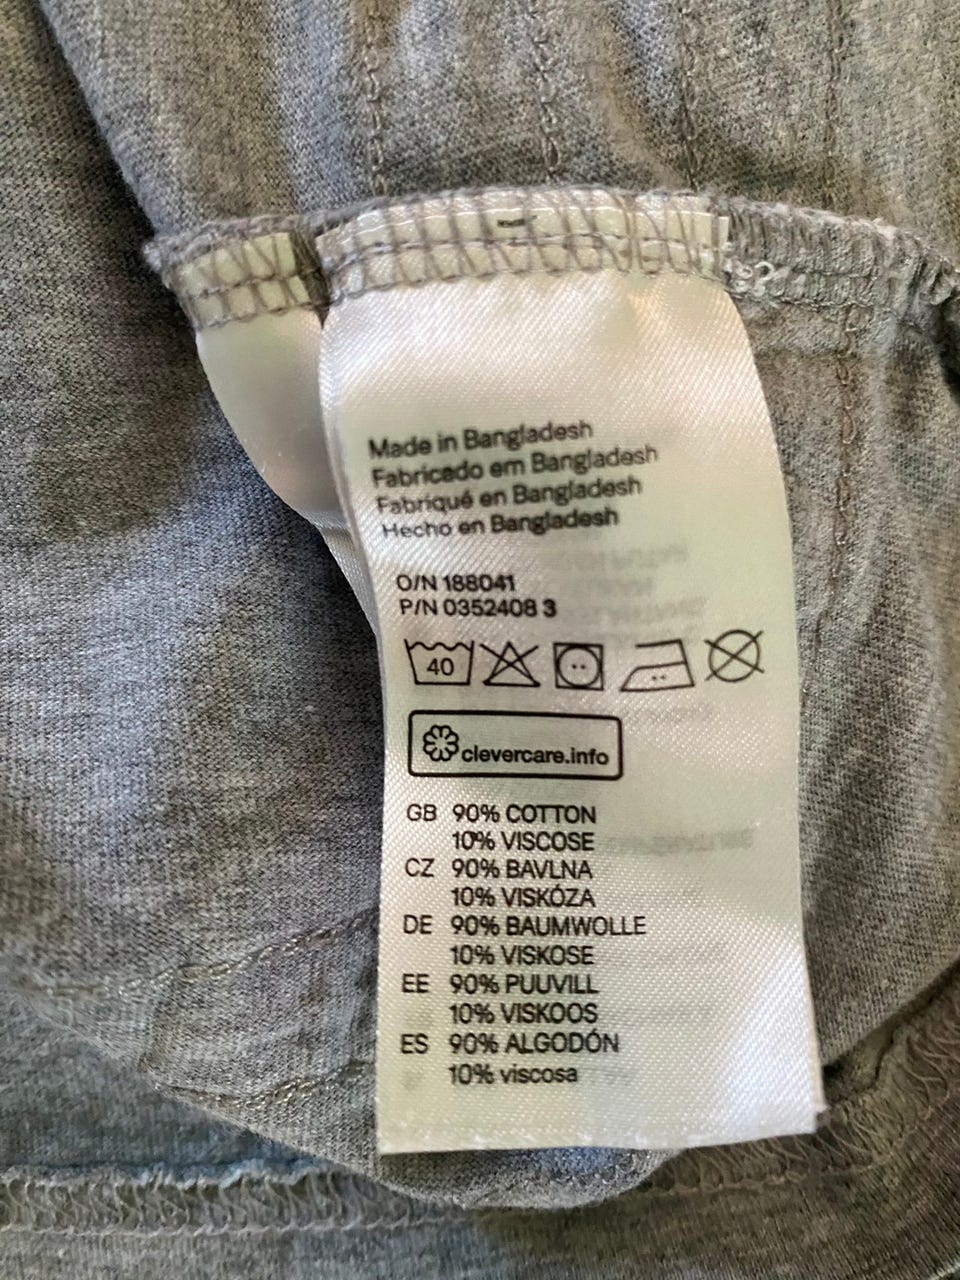 Made in Bangladesh
Fabricado em Bangladesh
Fabriqué en Bangladesh
Hecho en Bangladesh
O/N 188041
P/N 0352408 3
40
clevercare.info
GB 90% COTTON
10% VISCOSE
CZ 90% BAVLNA
10% VISKÓZA
DE 90% BAUMWOLLE
10% VISKOSE
EE 90% PUUVILL
10% VISKOOS
ES 90% ALGODÓN
10% viscosa